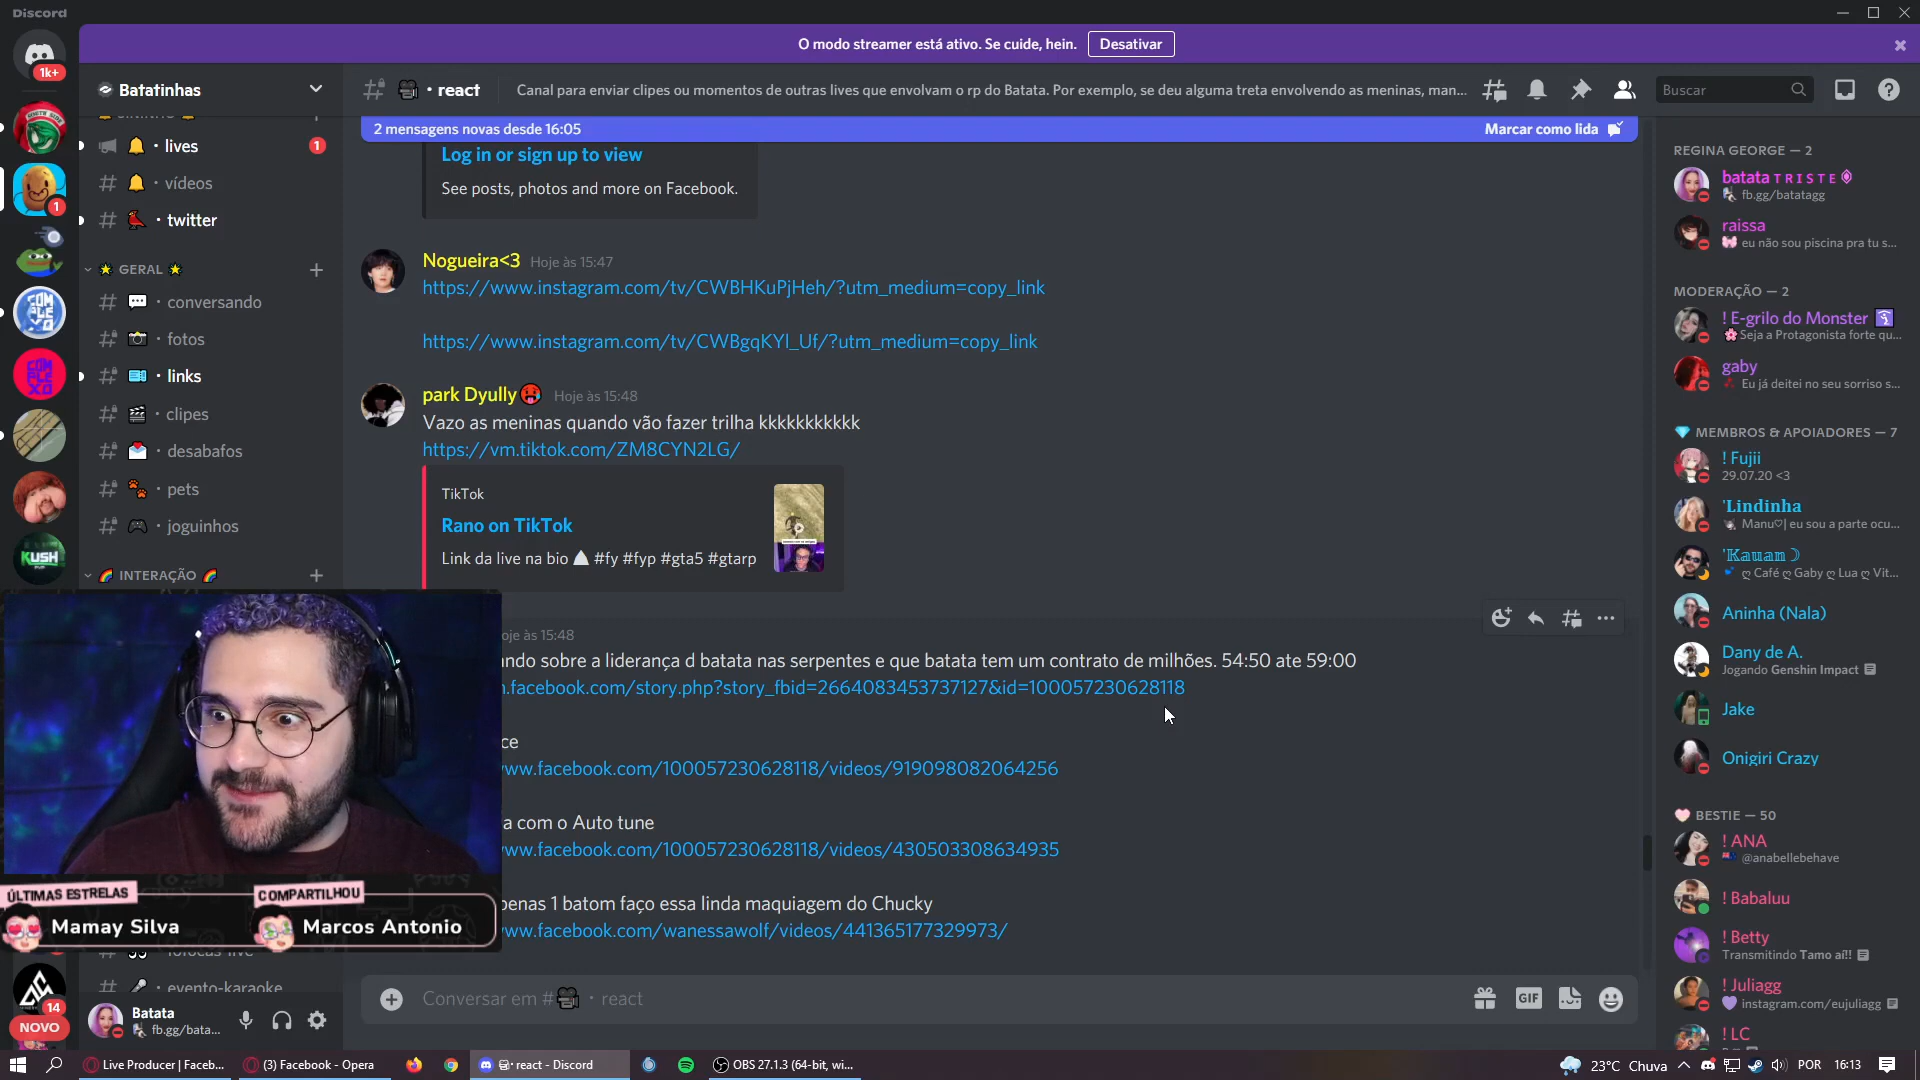 Discord
O modo streamer está ativo. Se cuide, hein.
Desativar
1k+
Batatinhas
• react
Canal para enviar clipes ou momentos de outras lives que envolvam o rp do Batata. Por exemplo, se deu alguma treta envolvendo as meninas, man...
Buscar
2 mensagens novas desde 16:05
Marcar como lida
• lives
1
• vídeos
• twitter
1
GERAL
• conversando
• fotos
• links
• clipes
• desabafos
• pets
• joguinhos
KUSH
INTERAÇÃO
evento-karaoke
14
NOVO
Batata
fb.gg/bata...
Log in or sign up to view
See posts, photos and more on Facebook.
Nogueira<3 Hoje às 15:47
https://www.instagram.com/tv/CWBHKuPjHeh/?utm_medium=copy_link
https://www.instagram.com/tv/CWBgqKYl_Uf/?utm_medium=copy_link
park Dyully Hoje às 15:48
Vazo as meninas quando vão fazer trilha kkkkkkkkkkk
https://vm.tiktok.com/ZM8CYN2LG/
TikTok
Rano on TikTok
Link da live na bio #fy #fyp #gta5 #gtarp
oje às 15:48
ndo sobre a liderança d batata nas serpentes e que batata tem um contrato de milhões. 54:50 ate 59:00
.facebook.com/story.php?story_fbid=2664083453737127&id=100057230628118
ce
ww.facebook.com/100057230628118/videos/919098082064256
a com o Auto tune
ww.facebook.com/100057230628118/videos/430503308634935
penas 1 batom faço essa linda maquiagem do Chucky
ww.facebook.com/wanessawolf/videos/441365177329973/
Conversar em # • react
GIF
ÚLTIMAS ESTRELAS
Mamay Silva
COMPARTILHOU
Marcos Antonio
REGINA GEORGE — 2
batata TRISTE
fb.gg/batatagg
raissa
eu não sou piscina pra tu s...
MODERAÇÃO — 2
! E-grilo do Monster
Seja a Protagonista forte qu...
gaby
Eu já deitei no seu sorriso s...
MEMBROS & APOIADORES — 7
! Fujii
29.07.20 <3
'Lindinha
Manu♡| eu sou a parte ocu...
'Kauan☽
ღ Café ღ Gaby ღ Lua ღ Vit...
Aninha (Nala)
Dany de A.
Jogando Genshin Impact
Jake
Onigiri Crazy
BESTIE — 50
! ANA
@anabellebehave
! Babaluu
! Betty
Transmitindo Tamo aí!!
! Juliagg
instagram.com/eujuliagg
! LC
Live Producer | Faceb...
(3) Facebook - Opera
• react - Discord
OBS 27.1.3 (64-bit, wi...
23°C Chuva
POR
16:13